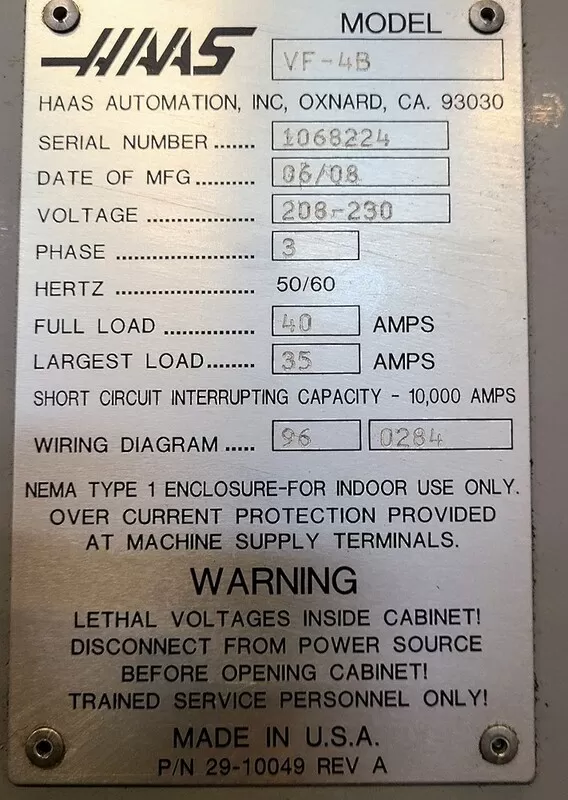 HAAS
MODEL
VF-4B
HAAS AUTOMATION, INC, OXNARD, CA. 93030
SERIAL NUMBER ....... 1068224
DATE OF MFG .......... 06/08
VOLTAGE .................. 208-230
PHASE ...................... 3
HERTZ ...................... 50/60
FULL LOAD ............... 40 AMPS
LARGEST LOAD........ 35 AMPS
SHORT CIRCUIT INTERRUPTING CAPACITY - 10,000 AMPS
WIRING DIAGRAM ..... 96 0284
NEMA TYPE 1 ENCLOSURE-FOR INDOOR USE ONLY.
OVER CURRENT PROTECTION PROVIDED
AT MACHINE SUPPLY TERMINALS.
WARNING
LETHAL VOLTAGES INSIDE CABINET!
DISCONNECT FROM POWER SOURCE
BEFORE OPENING CABINET!
TRAINED SERVICE PERSONNEL ONLY!
MADE IN U.S.A.
P/N 29-10049 REV A